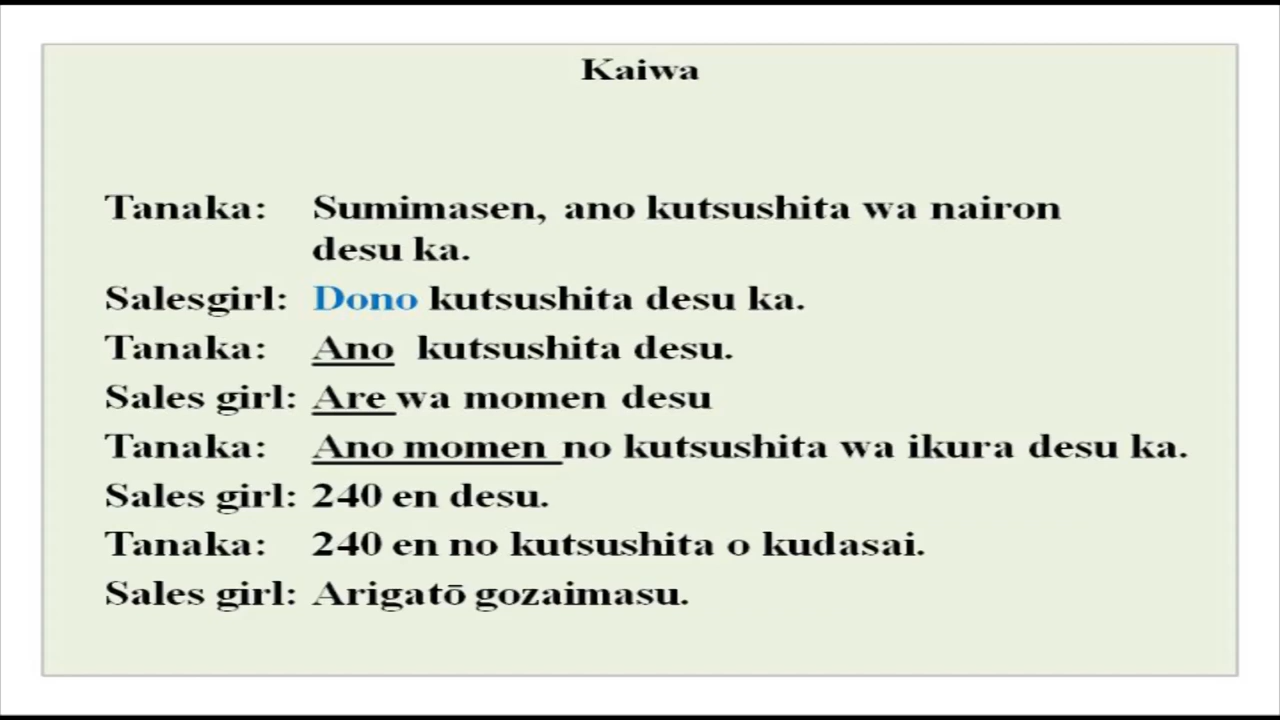 Kaiwa
Tanaka: Sumimasen, ano kutsushita wa nairon
desu ka.
Salesgirl: Dono kutsushita desu ka.
Tanaka: Ano kutsushita desu.
Sales girl: Are wa momen desu
Tanaka: Ano momen no kutsushita wa ikura desu ka.
Sales girl: 240 en desu.
Tanaka: 240 en no kutsushita o kudasai.
Sales girl: Arigatō gozaimasu.